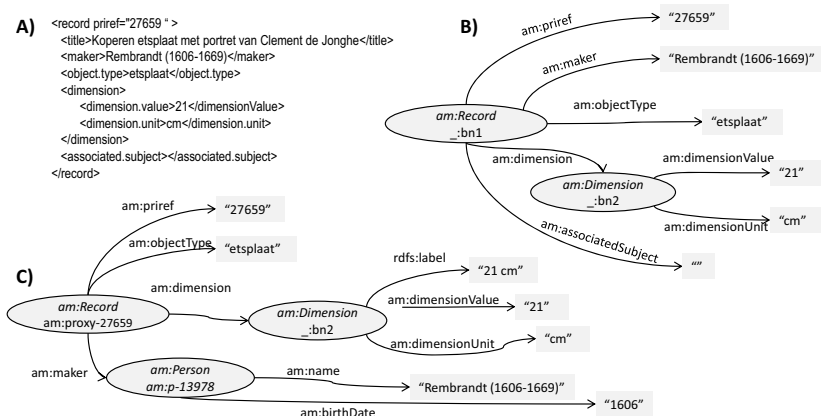 A)
<record priref="27659 “ >
<title>Koperen etsplaat met portret van Clement de Jonghe</title>
<maker>Rembrandt (1606-1669)</maker>
<object.type>etsplaat</object.type>
<dimension>
<dimension.value>21</dimensionValue>
<dimension.unit>cm</dimension.unit>
</dimension>
<associated.subject></associated.subject>
</record>
B)
am:priref
“27659”
am:maker
“Rembrandt (1606-1669)”
am:objectType
“etsplaat”
am:Record
_:bn1
am:dimension
am:dimensionValue
“21”
am:Dimension
_:bn2
am:dimensionUnit
“cm”
am:associatedSubject
“”
C)
am:priref
“27659”
am:objectType
“etsplaat”
am:Record
am:proxy-27659
am:dimension
rdfs:label
“21 cm”
am:Dimension
_:bn2
am:dimensionValue
“21”
am:dimensionUnit
“cm”
am:maker
am:Person
am:p-13978
am:name
“Rembrandt (1606-1669)”
am:birthDate
“1606”